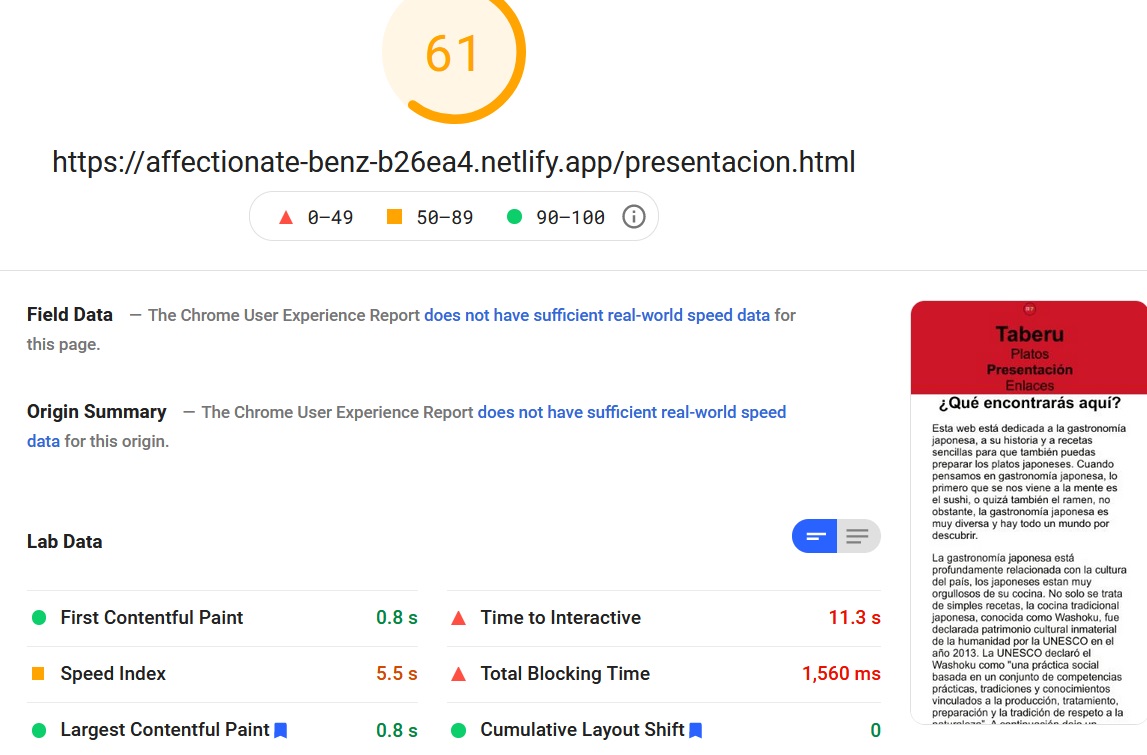 61
https://affectionate-benz-b26ea4.netlify.app/presentacion.html
0–49 50–89 90–100
Field Data — The Chrome User Experience Report does not have sufficient real-world speed data for
this page.
Origin Summary — The Chrome User Experience Report does not have sufficient real-world speed
data for this origin.
Lab Data
First Contentful Paint 0.8 s
Time to Interactive 11.3 s
Speed Index 5.5 s
Total Blocking Time 1,560 ms
Largest Contentful Paint 0.8 s
Cumulative Layout Shift 0
Taberu
Platos
Presentación
Enlaces
¿Qué encontrarás aquí?
Esta web está dedicada a la gastronomía
japonesa, a su historia y a recetas
sencillas para que también puedas
preparar los platos japoneses. Cuando
pensamos en gastronomía japonesa, lo
primero que se nos viene a la mente es
el sushi, o quizá también el ramen, no
obstante, la gastronomía japonesa es
muy diversa y hay todo un mundo por
descubrir.
La gastronomía japonesa está
profundamente relacionada con la cultura
del país, los japoneses estan muy
orgullosos de su cocina. No solo se trata
de simples recetas, la cocina tradicional
japonesa, conocida como Washoku, fue
declarada patrimonio cultural inmaterial
de la humanidad por la UNESCO en el
año 2013. La UNESCO declaró el
Washoku como "una práctica social
basada en un conjunto de competencias
prácticas, tradiciones y conocimientos
vinculados a la producción, tratamiento,
preparación y la tradición de respeto a la
naturaleza". A continuación dejo un